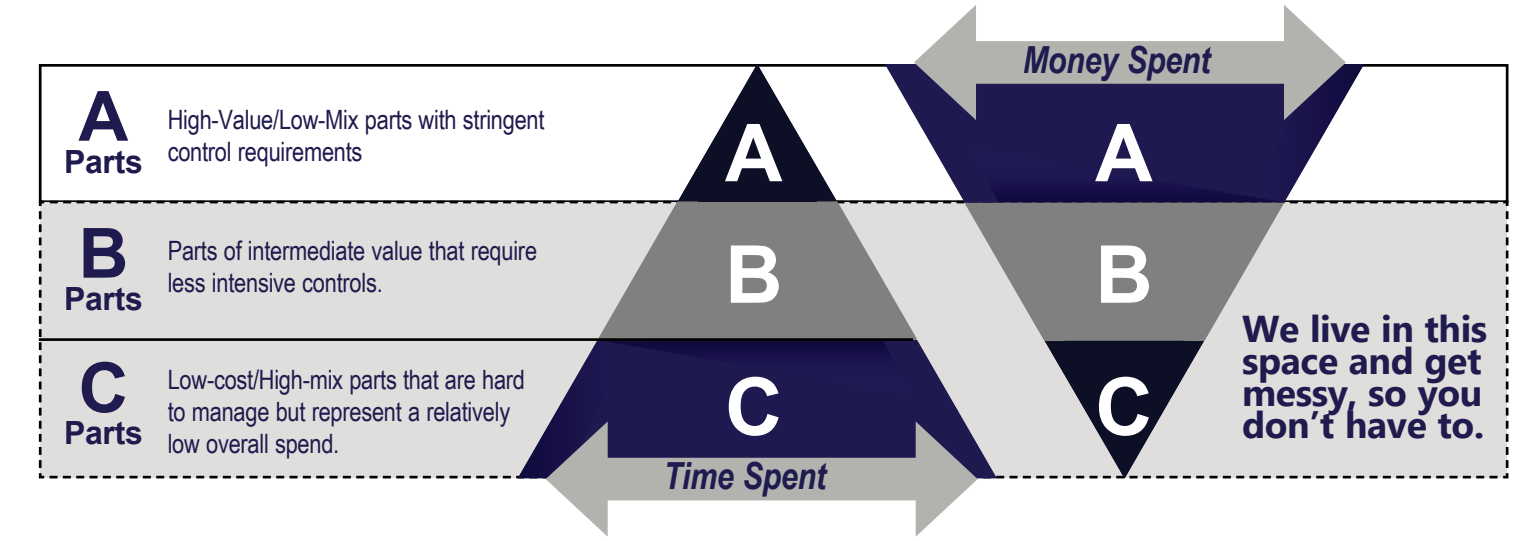 A
Parts
High-Value/Low-Mix parts with stringent
control requirements
B
Parts
Parts of intermediate value that require
less intensive controls.
C
Parts
Low-cost/High-mix parts that are hard
to manage but represent a relatively
low overall spend.
A
B
C
Time Spent
Money Spent
A
B
C
We live in this
space and get
messy, so you
don't have to.